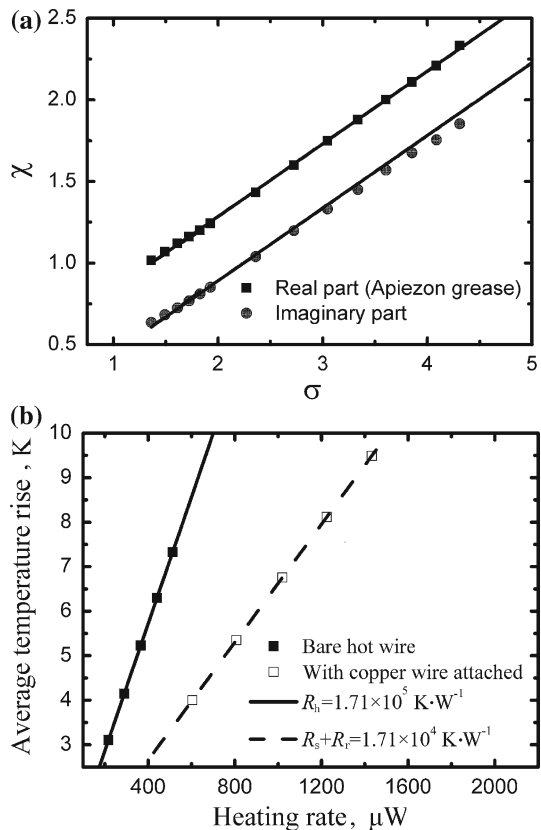 (a)
2.5
2.0
1.5
1.0
0.5
χ
Real part (Apiezon grease)
Imaginary part
1 2 3 4 5
σ
(b)
10
9
8
7
6
5
4
3
Average temperature rise , K
Bare hot wire
With copper wire attached
Rh=1.71×10⁵ K·W⁻¹
Rs+Rr=1.71×10⁴ K·W⁻¹
400 800 1200 1600 2000
Heating rate, μW